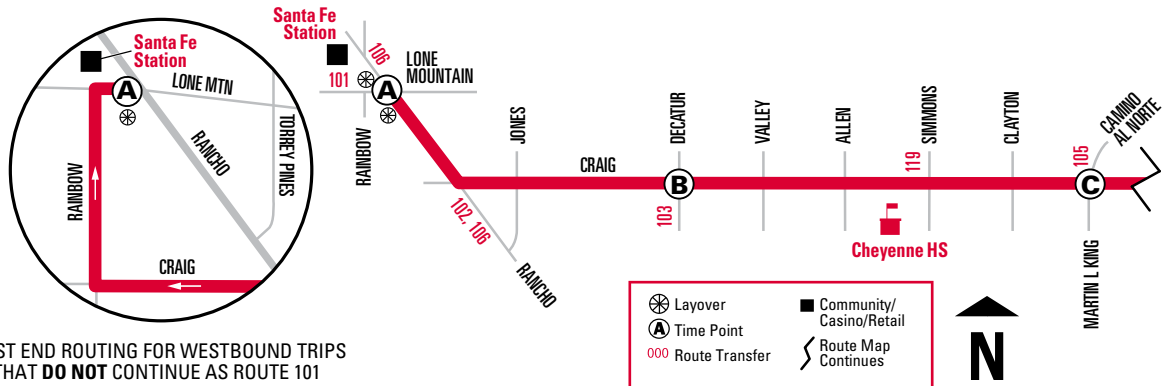 Santa Fe
Station
A
LONE MTN
RANCHO
TORREY PINES
RAINBOW
CRAIG
ST END ROUTING FOR WESTBOUND TRIPS
THAT DO NOT CONTINUE AS ROUTE 101
Santa Fe
Station
106
101
LONE
MOUNTAIN
A
RAINBOW
102, 106
RANCHO
JONES
CRAIG
DECATUR
B
103
VALLEY
ALLEN
119
SIMMONS
Cheyenne HS
CLAYTON
105
CAMINO
AL NORTE
C
MARTIN L KING
Layover
A Time Point
000 Route Transfer
Community/
Casino/Retail
Route Map
Continues
N